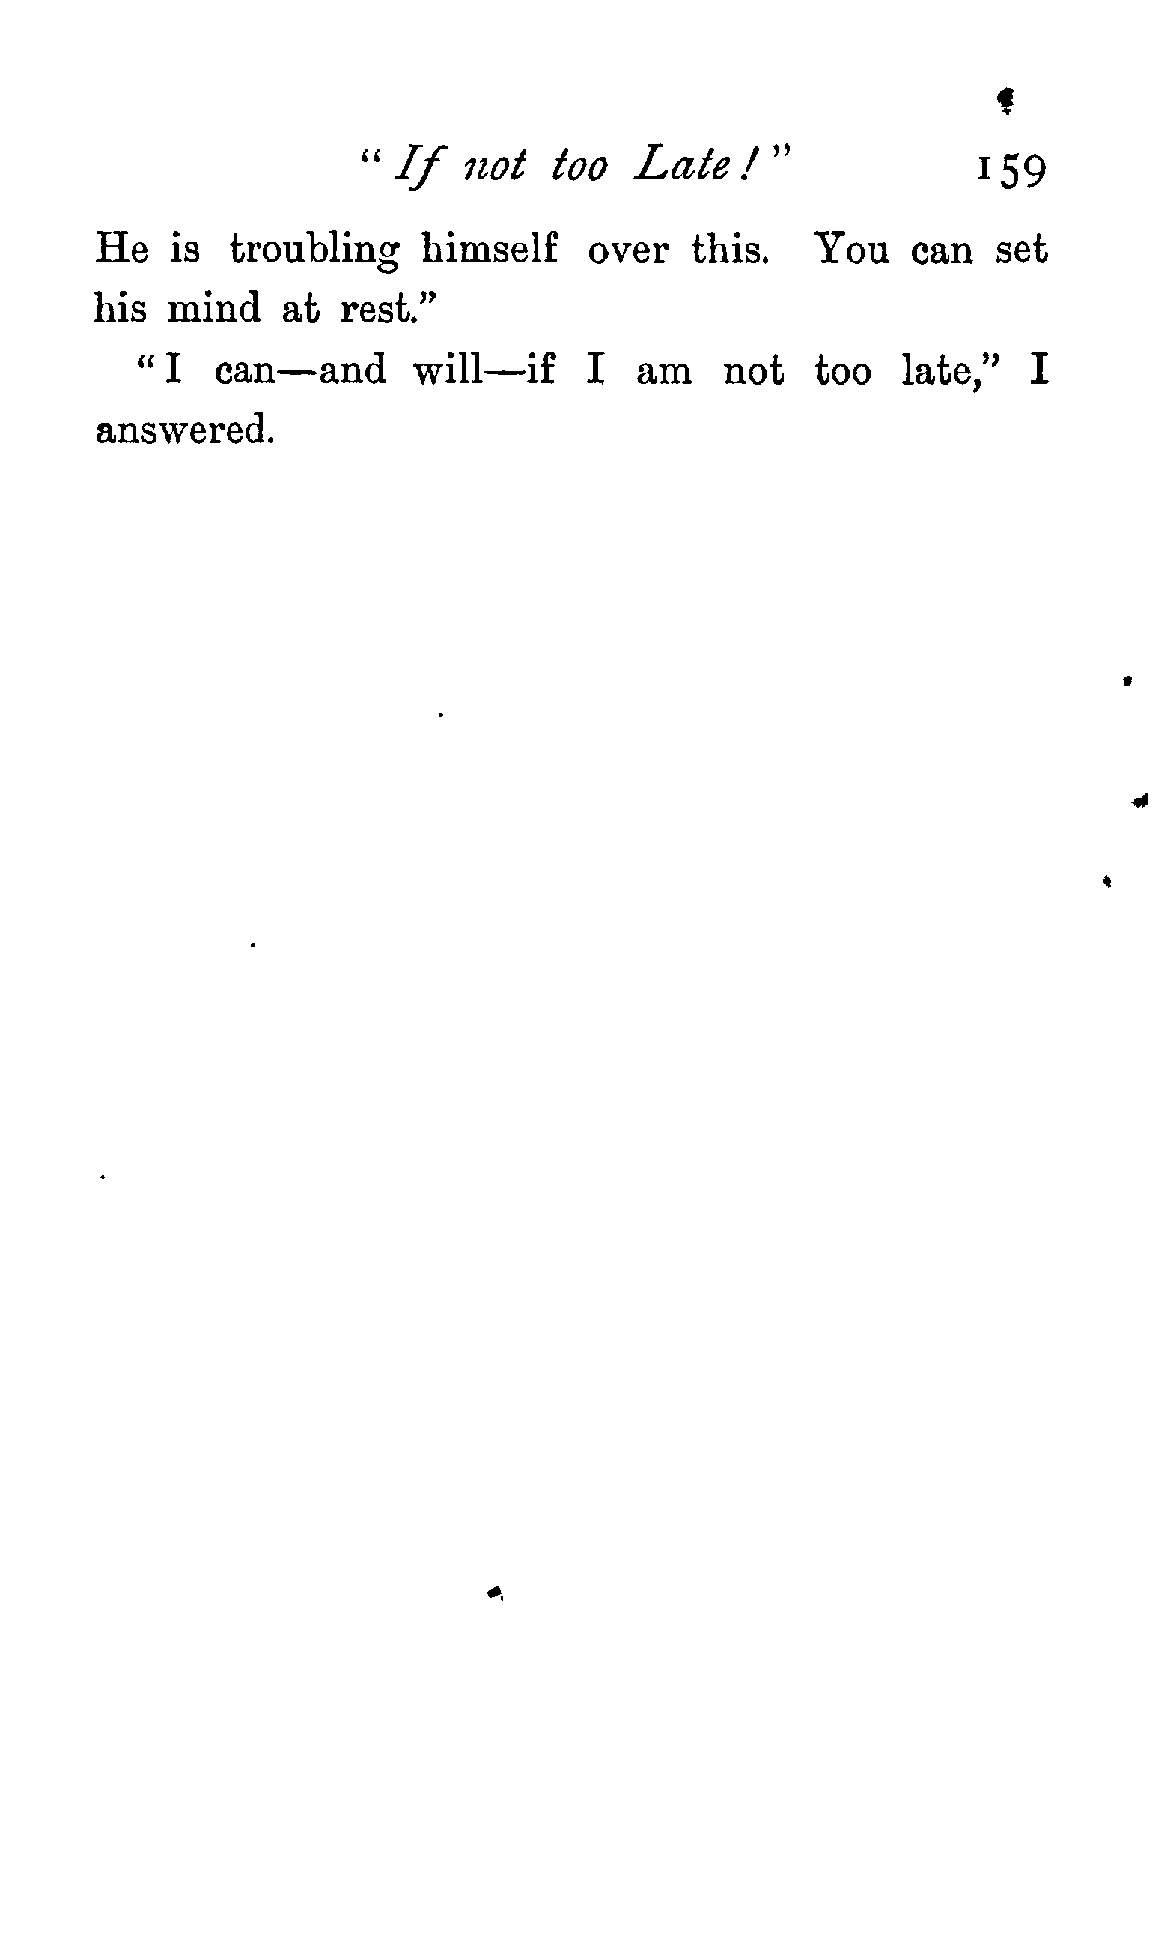 “ If not too Late! ” 159
He is troubling himself over this. You can set
his mind at rest.”
“ I can—and will—if I am not too late,” I
answered.